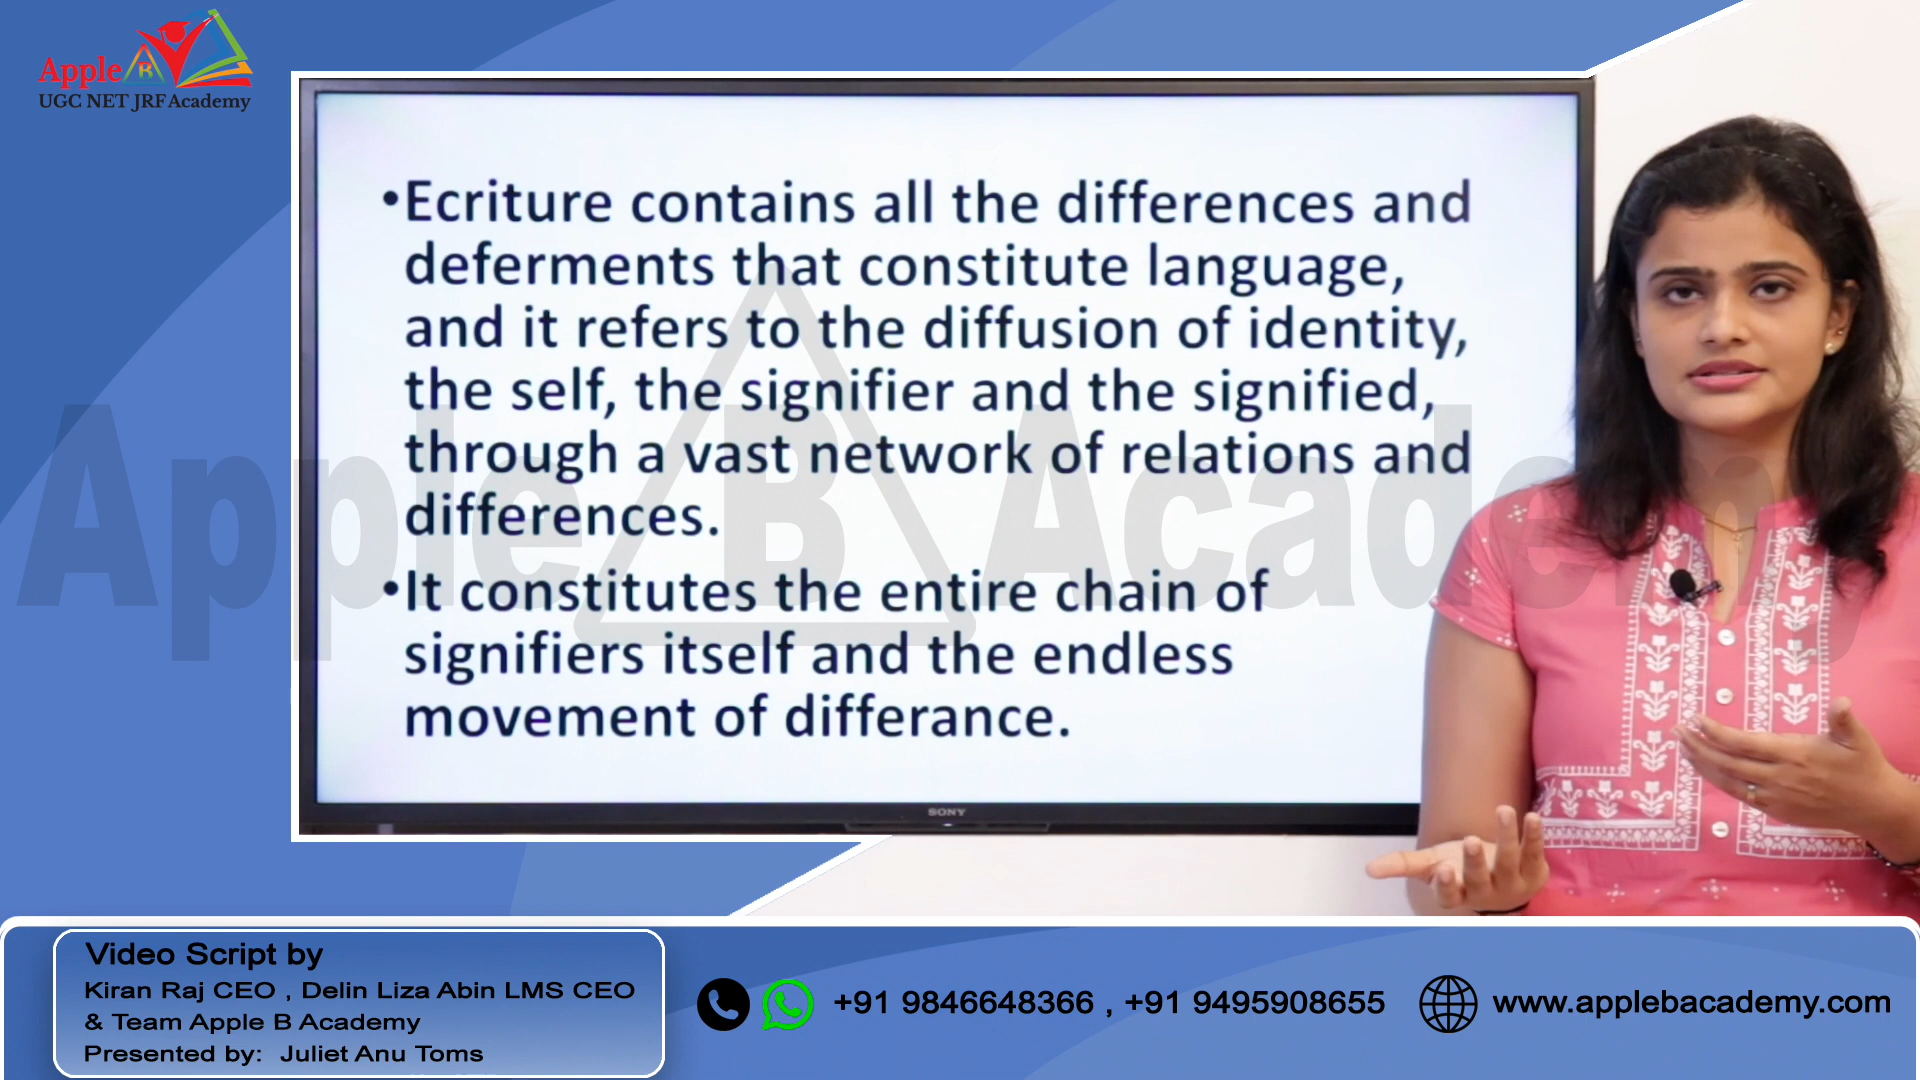 Apple B
UGC NET JRF Academy
•Ecriture contains all the differences and
deferments that constitute language,
and it refers to the diffusion of identity,
the self, the signifier and the signified,
through a vast network of relations and
differences.
•It constitutes the entire chain of
signifiers itself and the endless
movement of differance.
Apple B Academy
SONY
Video Script by
Kiran Raj CEO , Delin Liza Abin LMS CEO
& Team Apple B Academy
Presented by: Juliet Anu Toms
+91 9846648366 , +91 9495908655
www.applebacademy.com